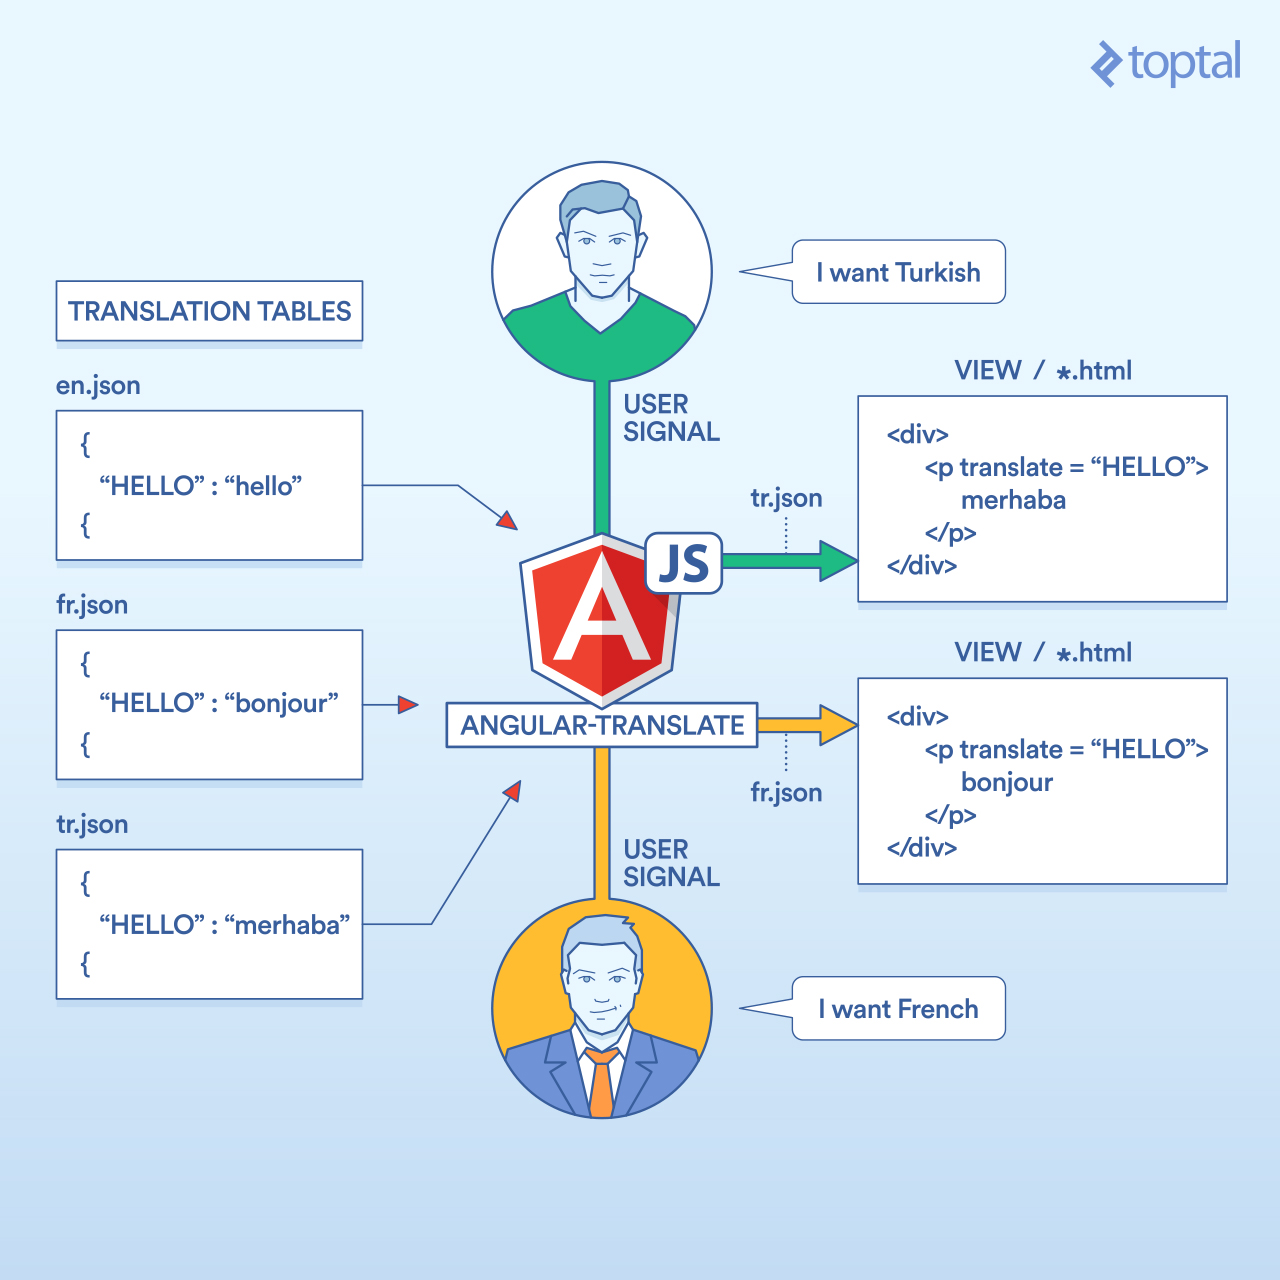 toptal
I want Turkish
TRANSLATION TABLES
en.json
{
“HELLO” : “hello”
{
fr.json
{
“HELLO” : “bonjour”
{
tr.json
{
“HELLO” : “merhaba”
{
USER
SIGNAL
JS
A
ANGULAR-TRANSLATE
USER
SIGNAL
tr.json
fr.json
VIEW / *.html
<div>
<p translate = “HELLO”>
merhaba
</p>
</div>
VIEW / *.html
<div>
<p translate = “HELLO”>
bonjour
</p>
</div>
I want French